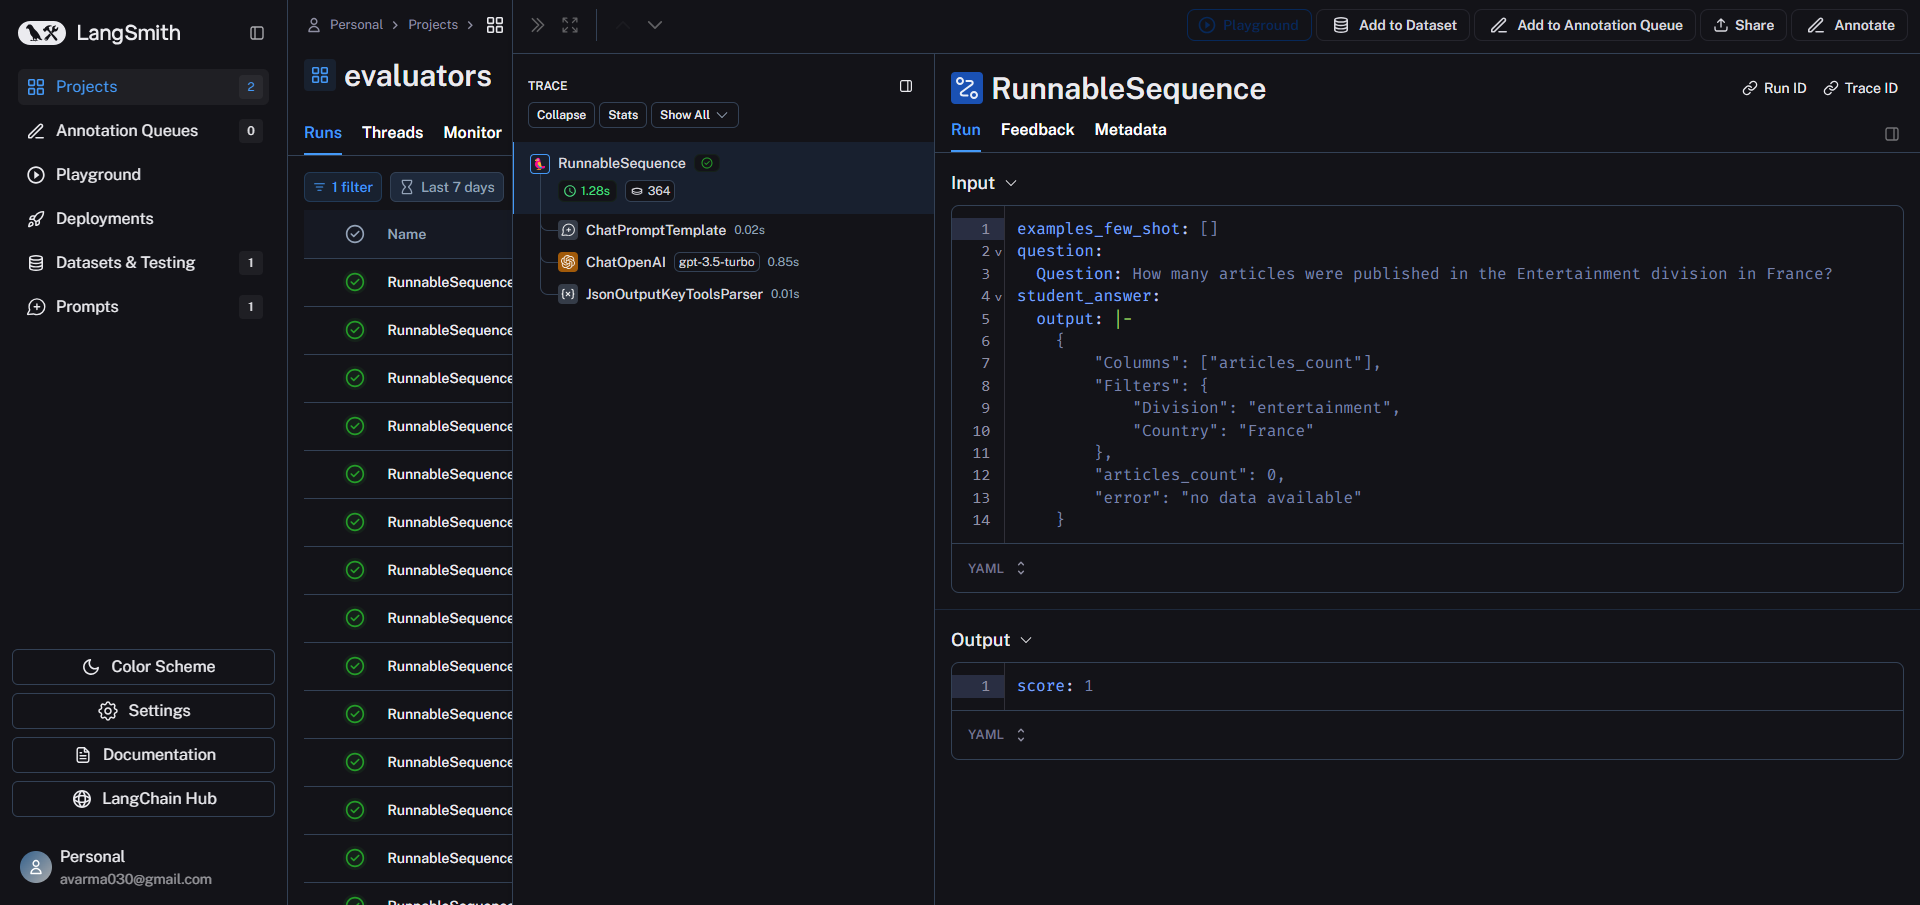 LangSmith
Projects 2
Annotation Queues 0
Playground
Deployments
Datasets & Testing 1
Prompts 1
Color Scheme
Settings
Documentation
LangChain Hub
Personal
avarma030@gmail.com
Personal > Projects >
evaluators
Runs Threads Monitor
1 filter Last 7 days
Name
RunnableSequence
RunnableSequence
RunnableSequence
RunnableSequence
RunnableSequence
RunnableSequence
RunnableSequence
RunnableSequence
RunnableSequence
RunnableSequence
RunnableSequence
RunnableSequence
RunnableSequence
RunnableSequence
TRACE
Collapse Stats Show All
RunnableSequence
1.28s 364
ChatPromptTemplate 0.02s
ChatOpenAI gpt-3.5-turbo 0.85s
JsonOutputKeyToolsParser 0.01s
Playground Add to Dataset Add to Annotation Queue Share Annotate
RunnableSequence
Run ID Trace ID
Run Feedback Metadata
Input
1 examples_few_shot: []
2 question:
3 Question: How many articles were published in the Entertainment division in France?
4 student_answer:
5 output: |-
6 {
7 "Columns": ["articles_count"],
8 "Filters": {
9 "Division": "entertainment",
10 "Country": "France"
11 },
12 "articles_count": 0,
13 "error": "no data available"
14 }
YAML
Output
1 score: 1
YAML